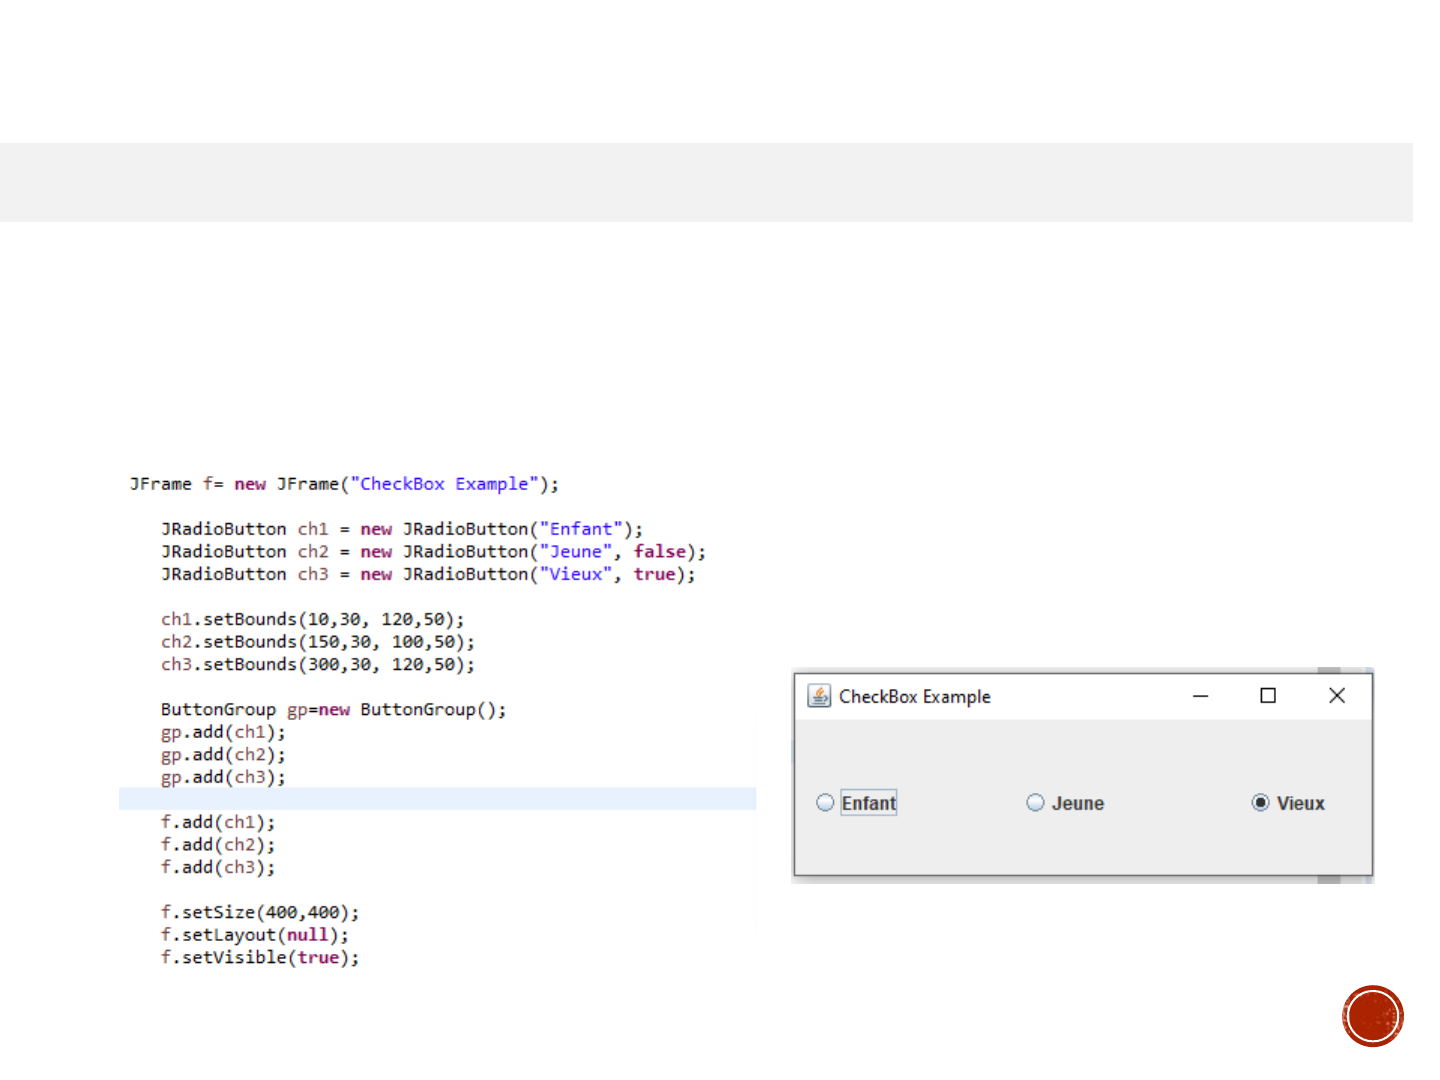 JFrame f= new JFrame("CheckBox Example");
JRadioButton ch1 = new JRadioButton("Enfant");
JRadioButton ch2 = new JRadioButton("Jeune", false);
JRadioButton ch3 = new JRadioButton("Vieux", true);
ch1.setBounds(10,30, 120,50);
ch2.setBounds(150,30, 100,50);
ch3.setBounds(300,30, 120,50);
ButtonGroup gp=new ButtonGroup();
gp.add(ch1);
gp.add(ch2);
gp.add(ch3);
f.add(ch1);
f.add(ch2);
f.add(ch3);
f.setSize(400,400);
f.setLayout(null);
f.setVisible(true);
CheckBox Example
Enfant Jeune Vieux